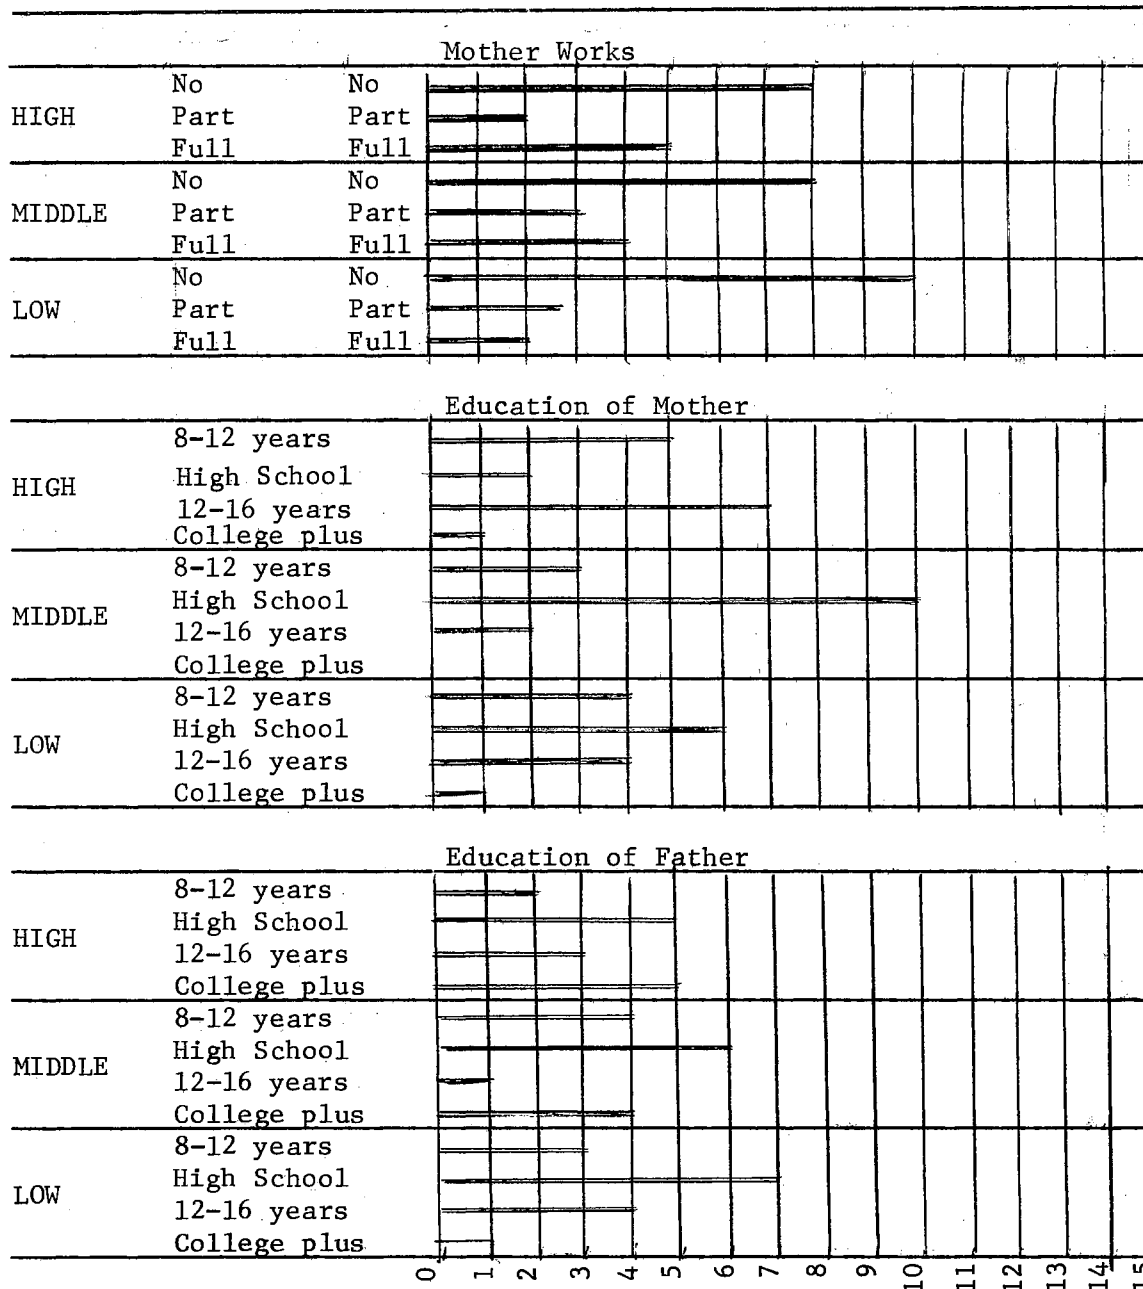 Mother Works
No No
HIGH Part Part
Full Full
No No
MIDDLE Part Part
Full Full
No No
LOW Part Part
Full Full
Education of Mother
8-12 years
HIGH High School
12-16 years
College plus
8-12 years
MIDDLE High School
12-16 years
College plus
8-12 years
LOW High School
12-16 years
College plus
Education of Father
8-12 years
HIGH High School
12-16 years
College plus
8-12 years
MIDDLE High School
12-16 years
College plus
8-12 years
LOW High School
12-16 years
College plus
0 1 2 3 4 5 6 7 8 9 10 11 12 13 14 15